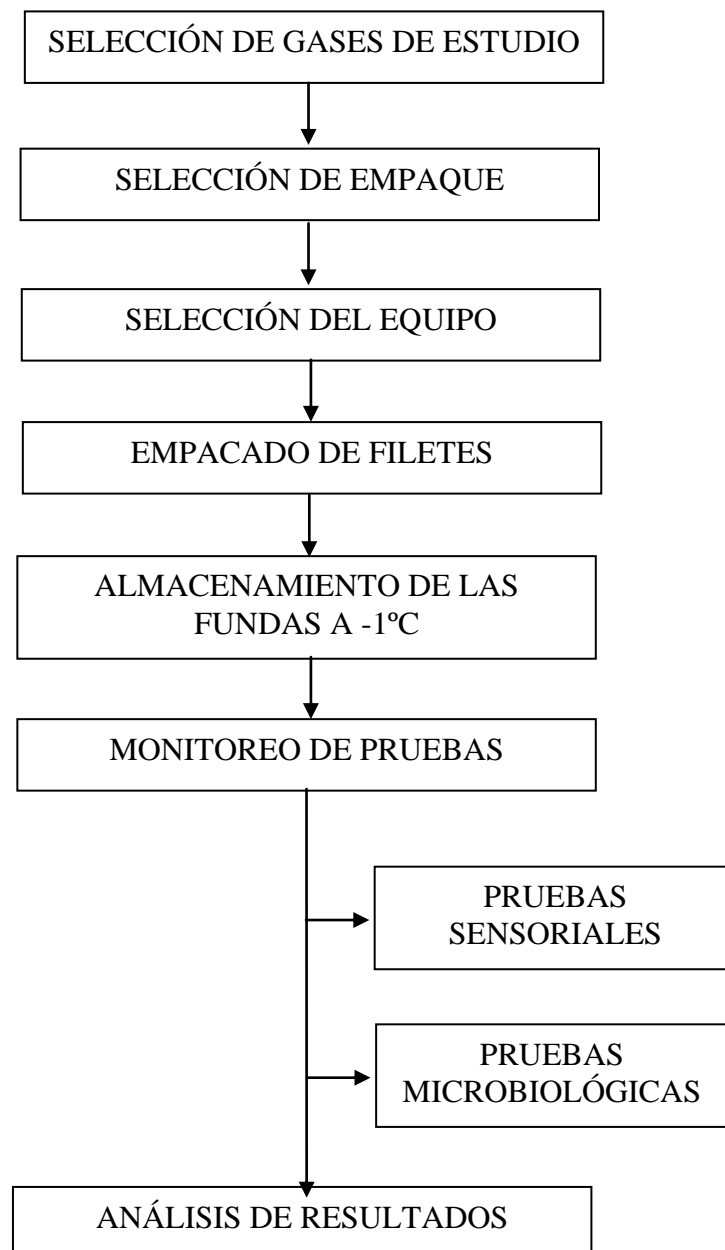 SELECCIÓN DE GASES DE ESTUDIO
SELECCIÓN DE EMPAQUE
SELECCIÓN DEL EQUIPO
EMPACADO DE FILETES
ALMACENAMIENTO DE LAS
FUNDAS A -1ºC
MONITOREO DE PRUEBAS
PRUEBAS
SENSORIALES
PRUEBAS
MICROBIOLÓGICAS
ANÁLISIS DE RESULTADOS